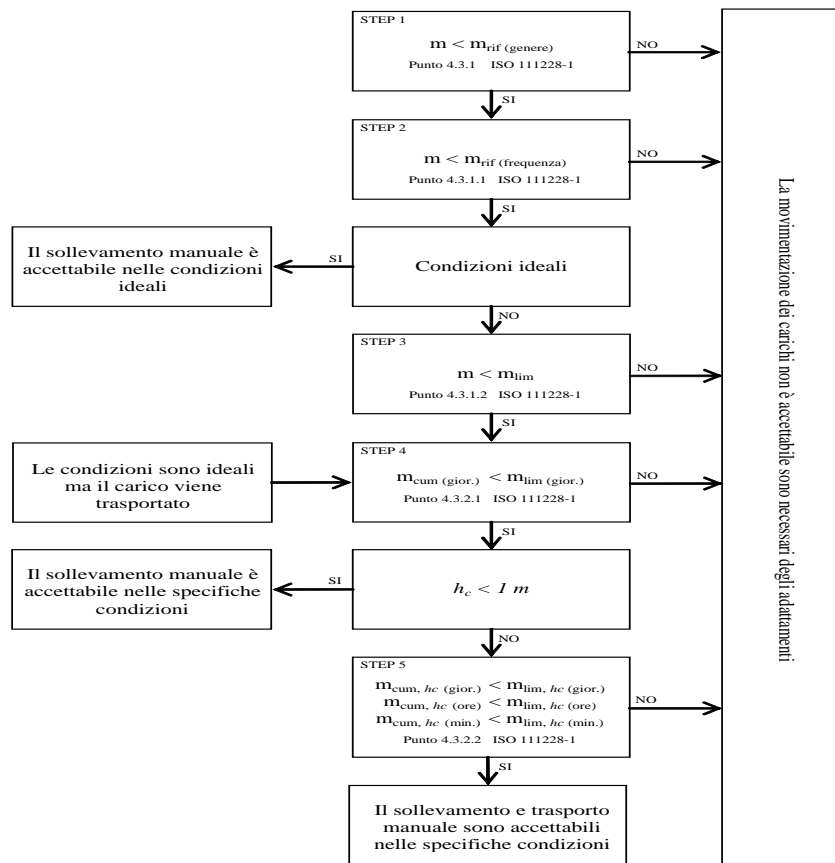 STEP 1
m < mrif (genere)
Punto 4.3.1 ISO 111228-1
NO
SI
STEP 2
m < mrif (frequenza)
Punto 4.3.1.1 ISO 111228-1
NO
SI
Il sollevamento manuale è
accettabile nelle condizioni
ideali
SI
Condizioni ideali
NO
STEP 3
m < mlim
Punto 4.3.1.2 ISO 111228-1
NO
SI
Le condizioni sono ideali
ma il carico viene
trasportato
STEP 4
mcum (gior.) < mlim (gior.)
Punto 4.3.2.1 ISO 111228-1
NO
SI
Il sollevamento manuale è
accettabile nelle specifiche
condizioni
SI
hc < 1 m
NO
STEP 5
mcum, hc (gior.) < mlim, hc (gior.)
mcum, hc (ore) < mlim, hc (ore)
mcum, hc (min.) < mlim, hc (min.)
Punto 4.3.2.2 ISO 111228-1
NO
SI
Il sollevamento e trasporto
manuale sono accettabili
nelle specifiche condizioni
La movimentazione dei carichi non è accettabile sono necessari degli adattamenti